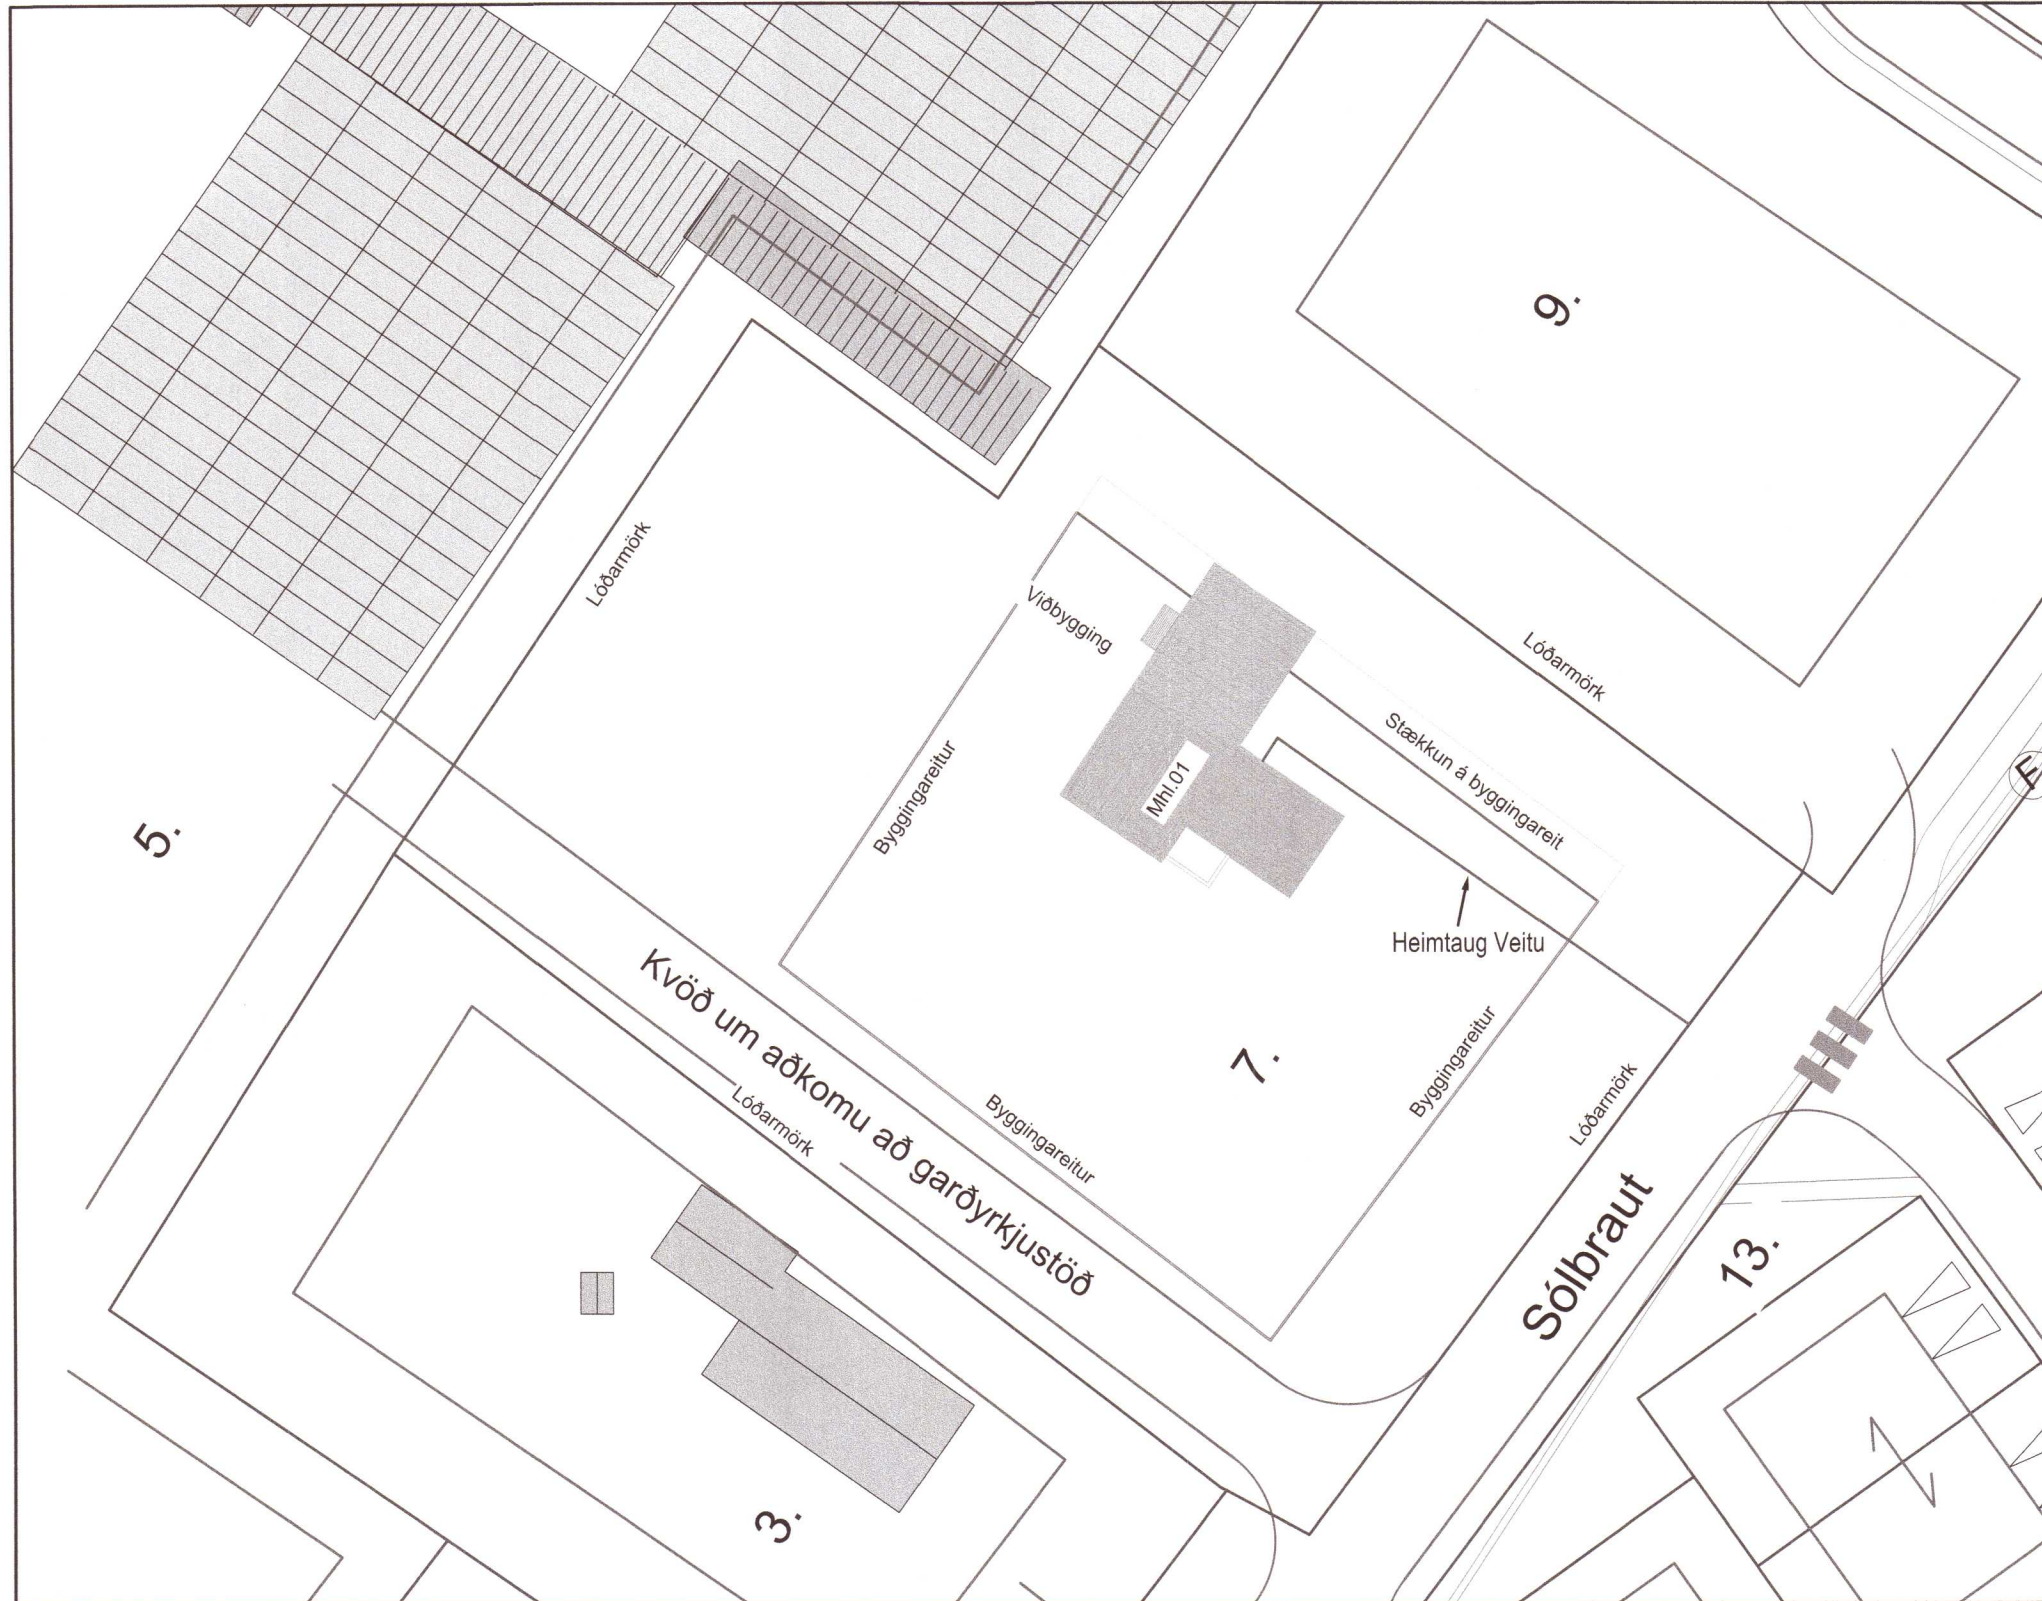 9.
Lóðarmörk
Viðbygging
Lóðarmörk
Stækkun á byggingareit
Byggingareitur
Mhl.01
5.
Heimtaug Veitu
Kvöð um aðkomu að garðyrkjustöð
7.
Byggingareitur
Lóðarmörk
Byggingareitur
Lóðarmörk
Sólbraut
13.
3.